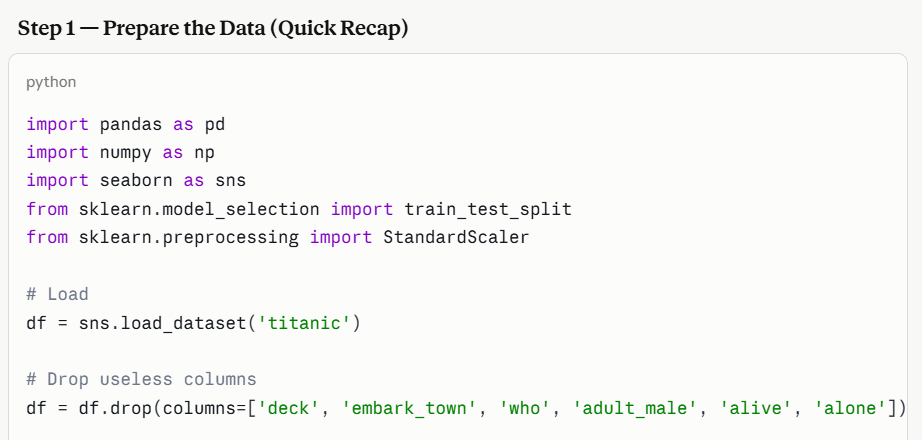 Step 1 — Prepare the Data (Quick Recap)
python
import pandas as pd
import numpy as np
import seaborn as sns
from sklearn.model_selection import train_test_split
from sklearn.preprocessing import StandardScaler
# Load
df = sns.load_dataset('titanic')
# Drop useless columns
df = df.drop(columns=['deck', 'embark_town', 'who', 'adult_male', 'alive', 'alone'])